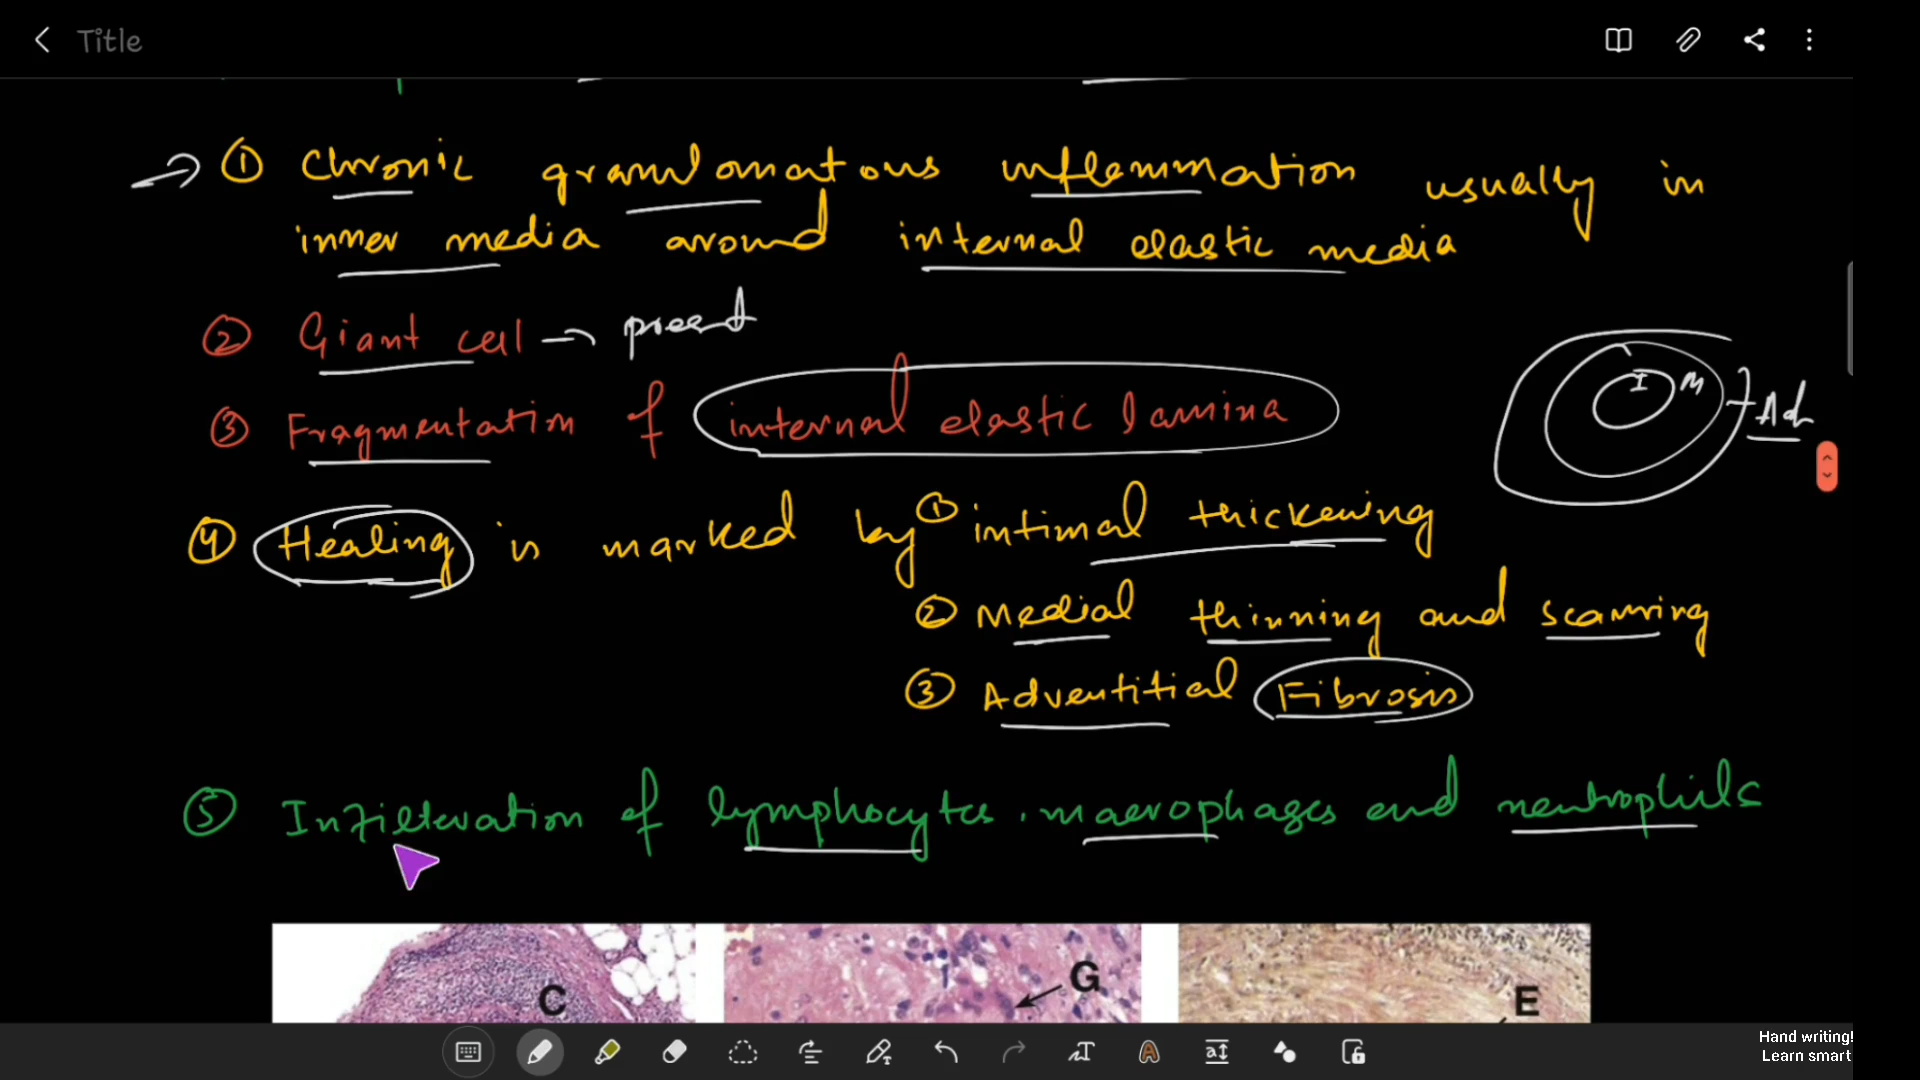 Title
① Chronic granulomatous inflammation usually in
inner media around internal elastic media
② Giant cell → present
③ Fragmentation of internal elastic lamina
I M Ad
④ Healing is marked by ① intimal thickening
② Medial thinning and scarring
③ Adventitial Fibrosis
⑤ Infilteration of lymphocytes, macrophages and neutrophils
C G E
Hand writing!
Learn smart